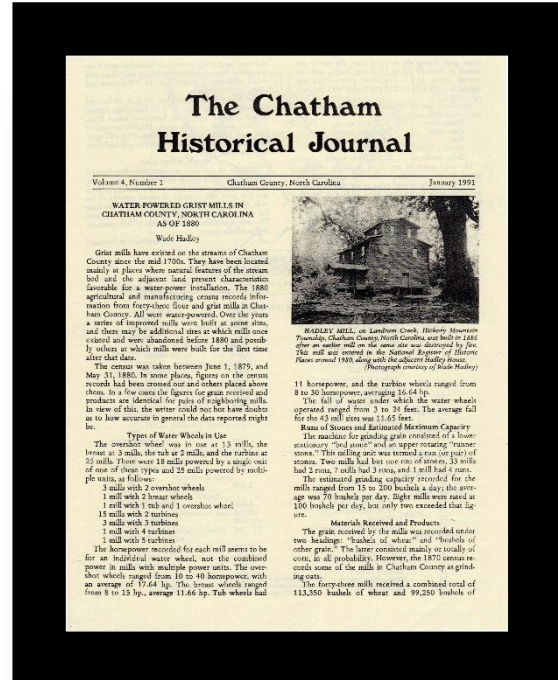 The Chatham
Historical Journal
Volume 4, Number 1 Chatham County, North Carolina January 1991
WATER-POWERED GRIST MILLS IN
CHATHAM COUNTY, NORTH CAROLINA
AS OF 1880
Wade Hadley
Grist mills have existed on the streams of Chatham
County since the mid 1700s. They have been located
mainly at places where natural features of the stream
bed and the adjacent land present characteristics
favorable for a water-power installation. The 1880
agricultural and manufacturing census records infor-
mation from forty-three flour and grist mills in Chat-
ham County. All were water-powered. Over the years
a series of improved mills were built at some sites,
and there may be additional sites at which mills once
existed and were abandoned before 1880 and possib-
ly others at which mills were built for the first time
after that date.
The census was taken between June 1, 1879, and
May 31, 1880. In some places, figures on the census
records had been crossed out and others placed above
them. In a few cases the figures for grain received and
products are identical for pairs of neighboring mills.
In view of this, the writer could not but have doubts
as to how accurate in general the data reported might
be.
Types of Water Wheels in Use
The overshot wheel was in use at 13 mills, the
breast at 3 mills, the tub at 2 mills, and the turbine at
25 mills. There were 18 mills powered by a single unit
of one of these types and 25 mills powered by multi-
ple units, as follows:
3 mills with 2 overshot wheels
1 mill with 2 breast wheels
1 mill with 1 tub and 1 overshot wheel
15 mills with 2 turbines
3 mills with 3 turbines
1 mill with 4 turbines
1 mill with 5 turbines
The horsepower recorded for each mill seems to be
for an individual water wheel, not the combined
power in mills with multiple power units. The over-
shot wheels ranged from 10 to 40 horsepower, with
an average of 17.64 hp. The breast wheels ranged
from 8 to 15 hp., average 11.66 hp. Tub wheels had
HADLEY MILL, on Landrum Creek, Hickory Mountain
Township, Chatham County, North Carolina, was built in 1886
after an earlier mill on the same site was destroyed by fire.
This mill was entered in the National Register of Historic
Places around 1980, along with the adjacent Hadley House.
(Photograph courtesy of Wade Hadley)
11 horsepower, and the turbine wheels ranged from
8 to 30 horsepower, averaging 16.64 hp.
The fall of water under which the water wheels
operated ranged from 3 to 24 feet. The average fall
for the 43 mill sites was 11.65 feet.
Runs of Stones and Estimated Maximum Capacity
The machine for grinding grain consisted of a lower
stationary "bed stone" and an upper rotating "runner
stone." This milling unit was termed a run (or pair) of
stones. Two mills had but one run of stones, 33 mills
had 2 runs, 7 mills had 3 runs, and 1 mill had 4 runs.
The estimated grinding capacity recorded for the
mills ranged from 15 to 200 bushels a day; the aver-
age was 70 bushels per day. Eight mills were rated at
100 bushels per day, but only two exceeded that fig-
ure.
Materials Received and Products
The grain received by the mills was recorded under
two headings: "bushels of wheat" and "bushels of
other grain." The latter consisted mainly or totally of
corn, in all probability. However, the 1870 census re-
cords some of the mills in Chatham County as grind-
ing oats.
The forty-three mills received a combined total of
113,350 bushels of wheat and 99,250 bushels of